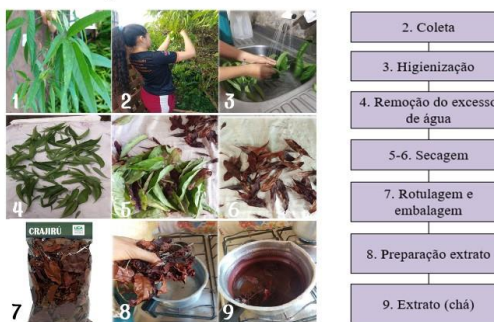 1
2
3
4
5
6
7
8
9
CRAJIRÚ
2. Coleta
3. Higienização
4. Remoção do excesso
de água
5-6. Secagem
7. Rotulagem e
embalagem
8. Preparação extrato
9. Extrato (chá)